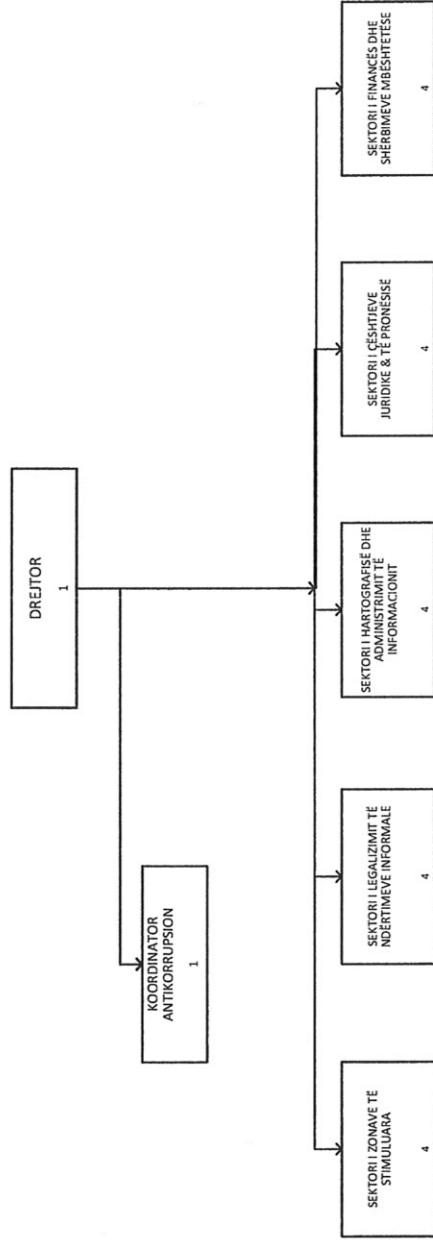 DREJTOR
1
KOORDINATOR
ANTIKORRUPSION
1
SEKTORI I ZONAVE TË
STIMULUARA
4
SEKTORI I LEGALIZIMIT TË
NDËRTIMEVE INFORMALE
4
SEKTORI I HARTOGRAFISË DHE
ADMINISTRIMIT TË
INFORMACIONIT
4
SEKTORI I ÇËSHTJEVE
JURIDIKE & TË PRONËSISË
4
SEKTORI I FINANCËS DHE
SHËRBIMEVE MBËSHTETËSE
4